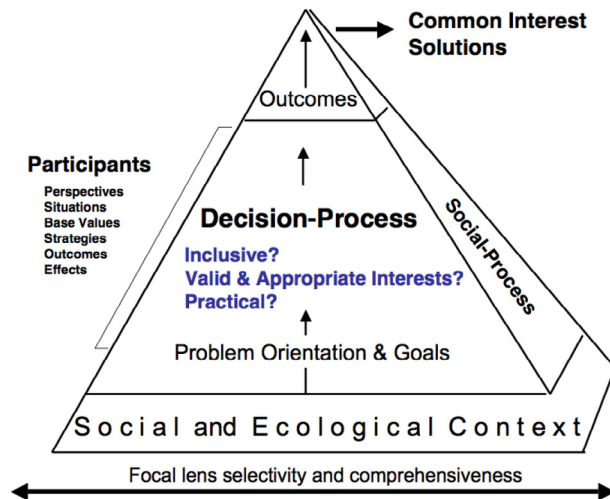 Common Interest
Solutions
Outcomes
Participants
Perspectives
Situations
Base Values
Strategies
Outcomes
Effects
Decision-Process
Inclusive?
Valid & Appropriate Interests?
Practical?
Social-Process
Problem Orientation & Goals
Social and Ecological Context
Focal lens selectivity and comprehensiveness